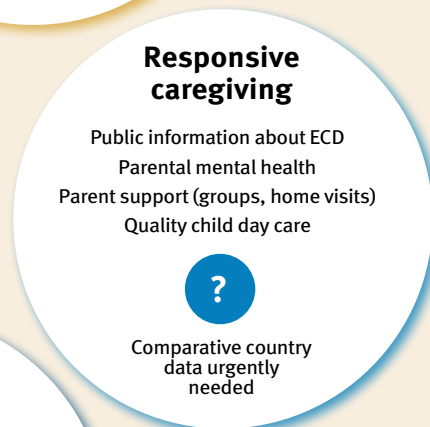 Responsive
caregiving
Public information about ECD
Parental mental health
Parent support (groups, home visits)
Quality child day care
?
Comparative country
data urgently
needed